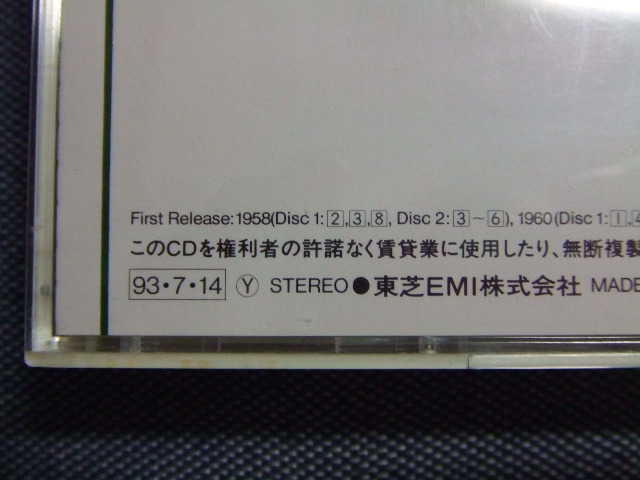 First Release:1958(Disc 1: 2,3,8, Disc 2: 3～6), 1960(Disc 1: 1,4
このCDを権利者の許諾なく賃貸業に使用したり、無断複製
93・7・14 Ⓨ STEREO●東芝EMI株式会社 MADE